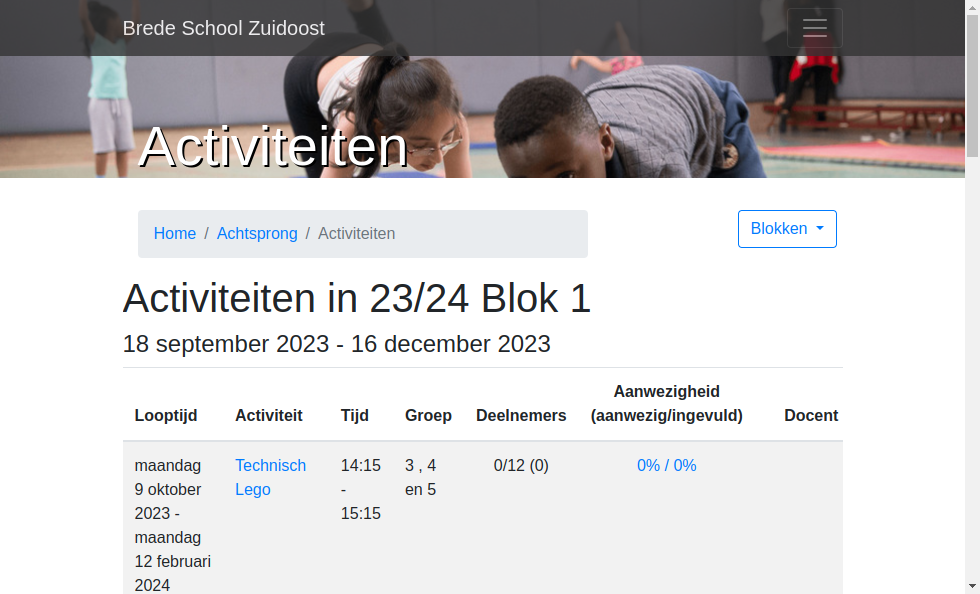 Brede School Zuidoost
Activiteiten
Home / Achtsprong / Activiteiten
Blokken
Activiteiten in 23/24 Blok 1
18 september 2023 - 16 december 2023
Looptijd Activiteit Tijd Groep Deelnemers Aanwezigheid (aanwezig/ingevuld) Docent
maandag 9 oktober 2023 - maandag 12 februari 2024
Technisch Lego
14:15 - 15:15
3 , 4 en 5
0/12 (0)
0% / 0%